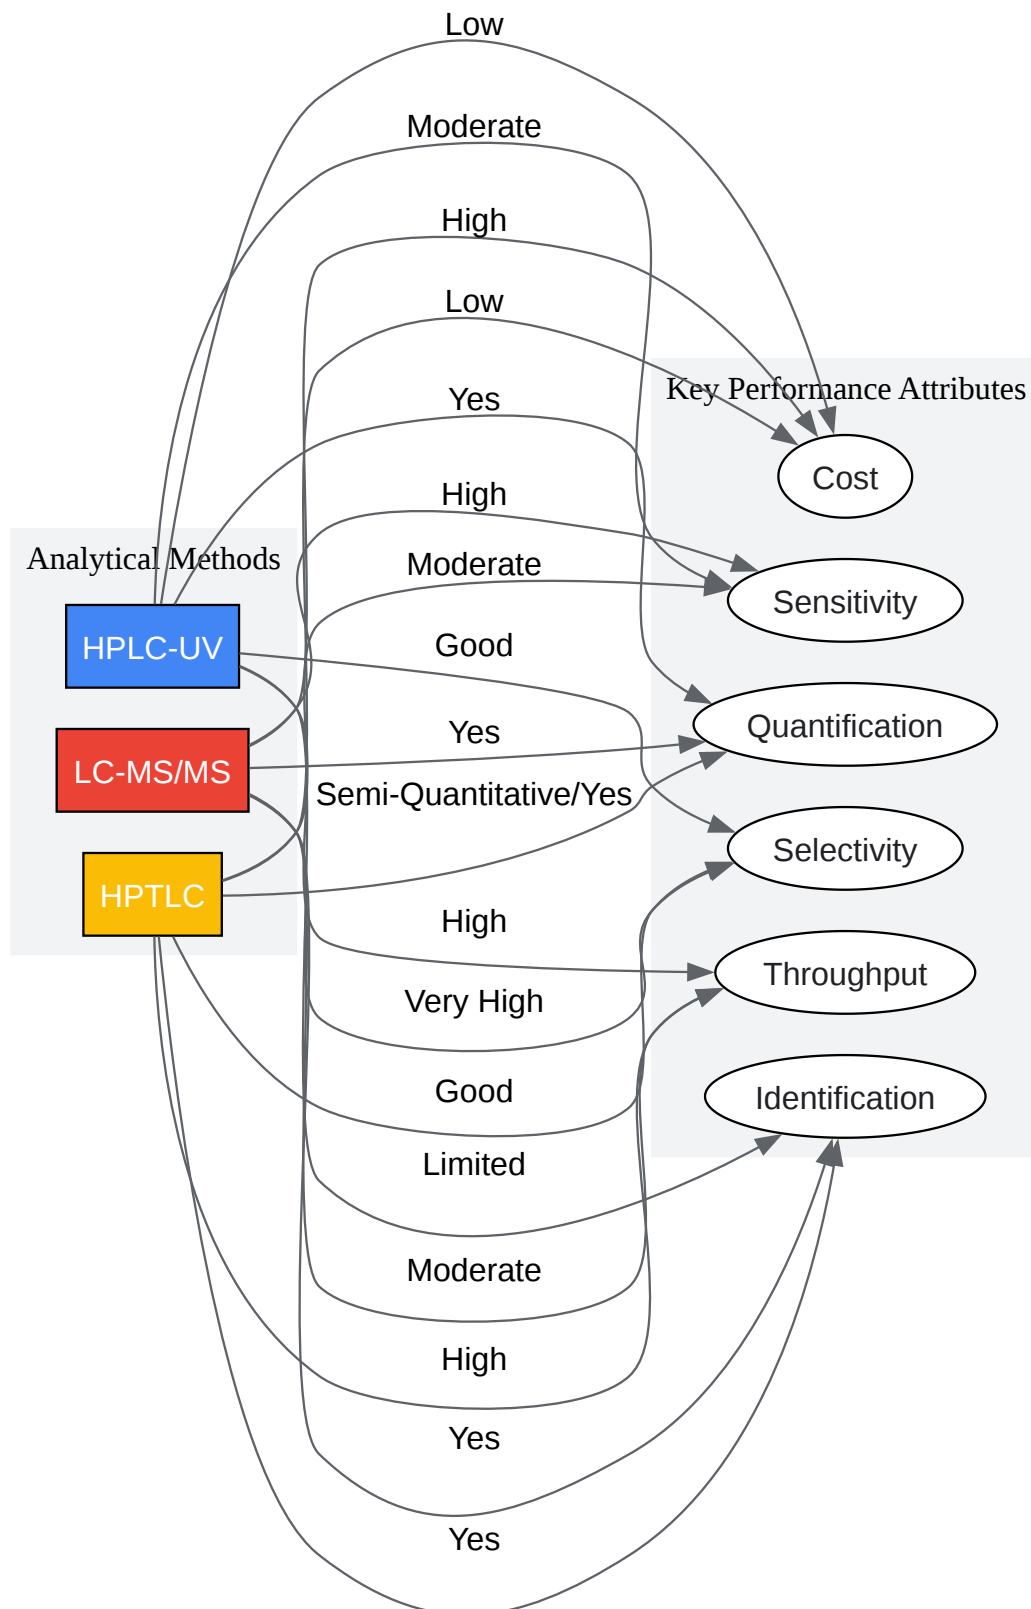 Low
Moderate
High
Low
Key Performance Attributes
Yes
Cost
High
Analytical Methods
Moderate
Sensitivity
HPLC-UV
Good
Yes
Quantification
LC-MS/MS
Semi-Quantitative/Yes
Selectivity
HPTLC
High
Throughput
Very High
Good
Identification
Limited
Moderate
High
Yes
Yes